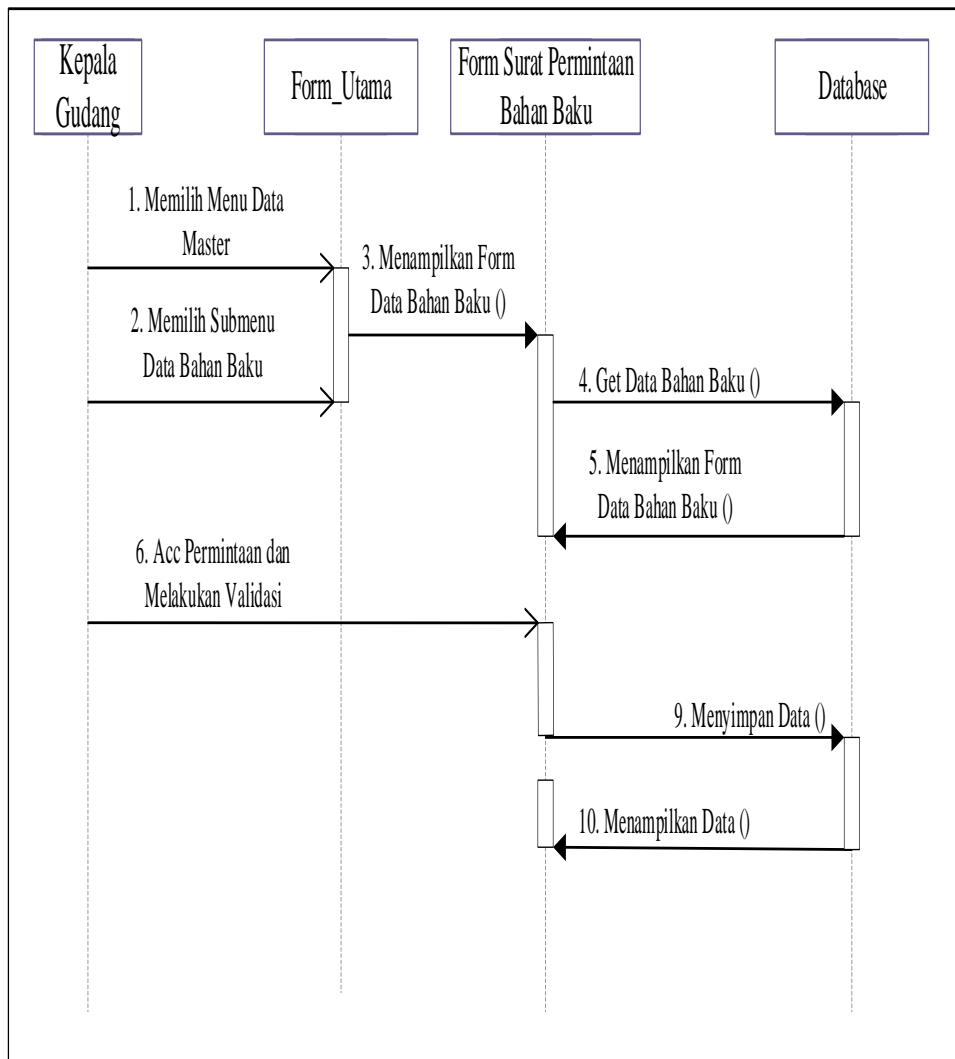 Kepala
Gudang
Form_Utama
Form Surat Permintaan
Bahan Baku
Database
1. Memilih Menu Data
Master
3. Menampilkan Form
Data Bahan Baku ()
2. Memilih Submenu
Data Bahan Baku
4. Get Data Bahan Baku ()
5. Menampilkan Form
Data Bahan Baku ()
6. Acc Permintaan dan
Melakukan Validasi
9. Menyimpan Data ()
10. Menampilkan Data ()